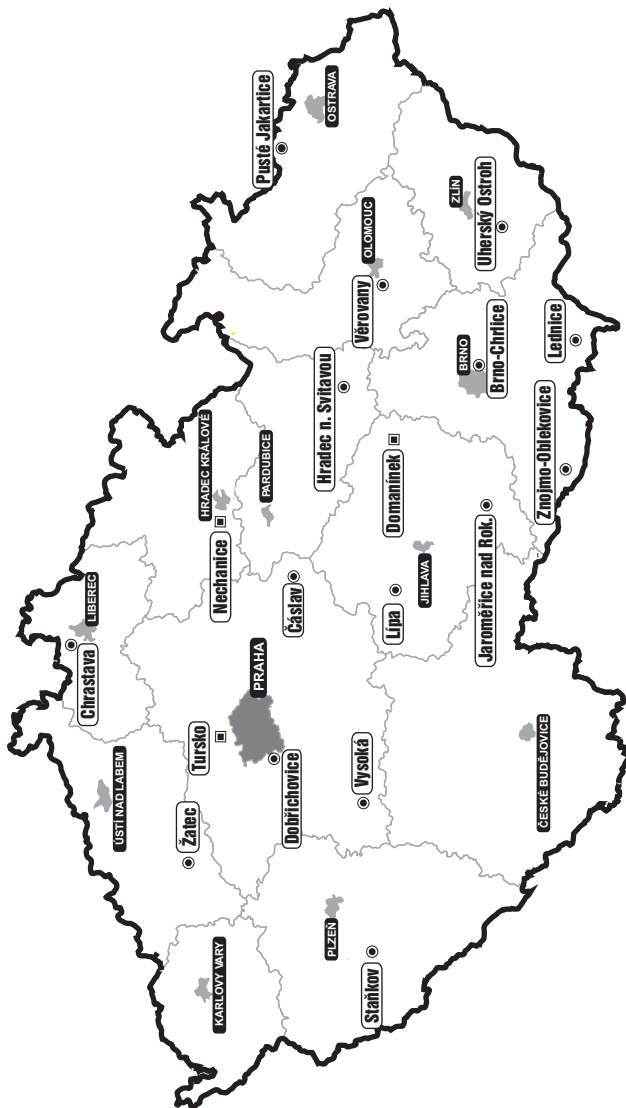 Chrastava
LIBEREC
ÚSTÍ NAD LABEM
Žatec
Tursko
KARLOVY VARY
Nechanice
HRADEC KRÁLOVÉ
PRAHA
PARDUBICE
Pusté Jakartice
OSTRAVA
Dobřichovice
Čáslav
PLZEŇ
Hradec n. Svitavou
Věrovany
OLOMOUC
Staňkov
Vysoká
Lípa
Domanínek
JIHLAVA
BRNO
ZLÍN
Jaroměřice nad Rok.
Brno-Chrlice
Uherský Ostroh
ČESKÉ BUDĚJOVICE
Znojmo-Oblekovice
Lednice